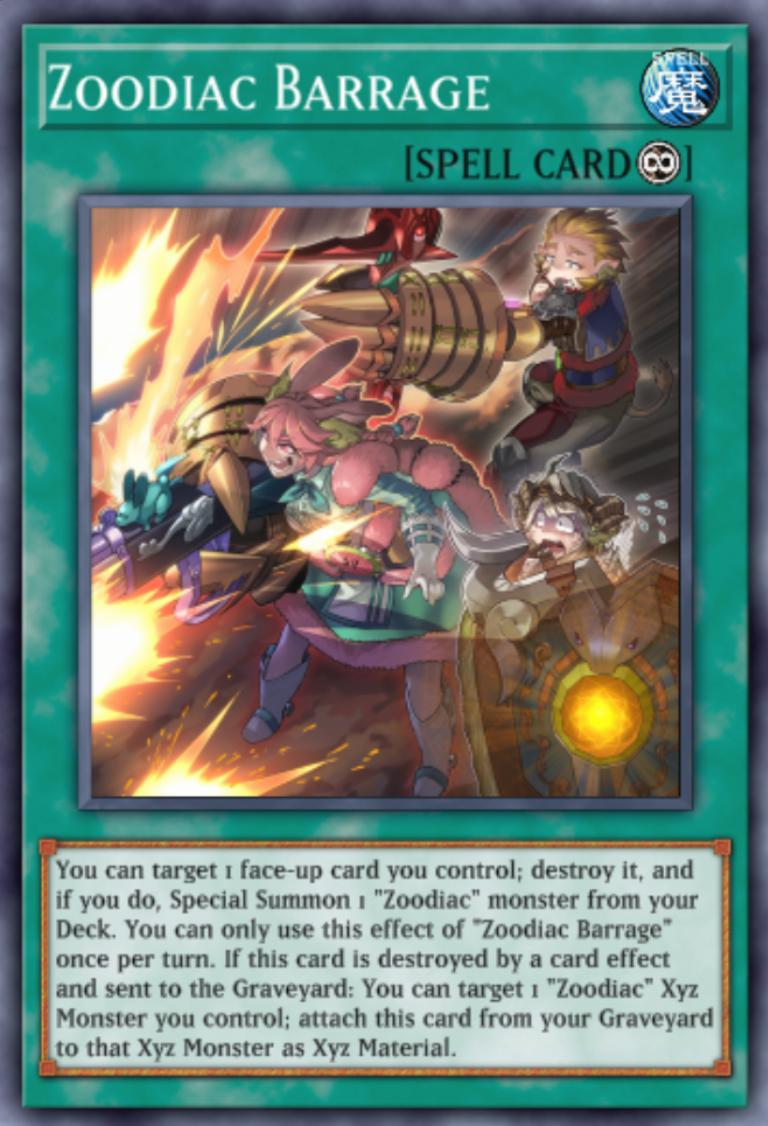 Zoodiac Barrage
SPELL
魔
[SPELL CARD]
You can target 1 face-up card you control; destroy it, and
if you do, Special Summon 1 "Zoodiac" monster from your
Deck. You can only use this effect of "Zoodiac Barrage"
once per turn. If this card is destroyed by a card effect
and sent to the Graveyard: You can target 1 "Zoodiac" Xyz
Monster you control; attach this card from your Graveyard
to that Xyz Monster as Xyz Material.